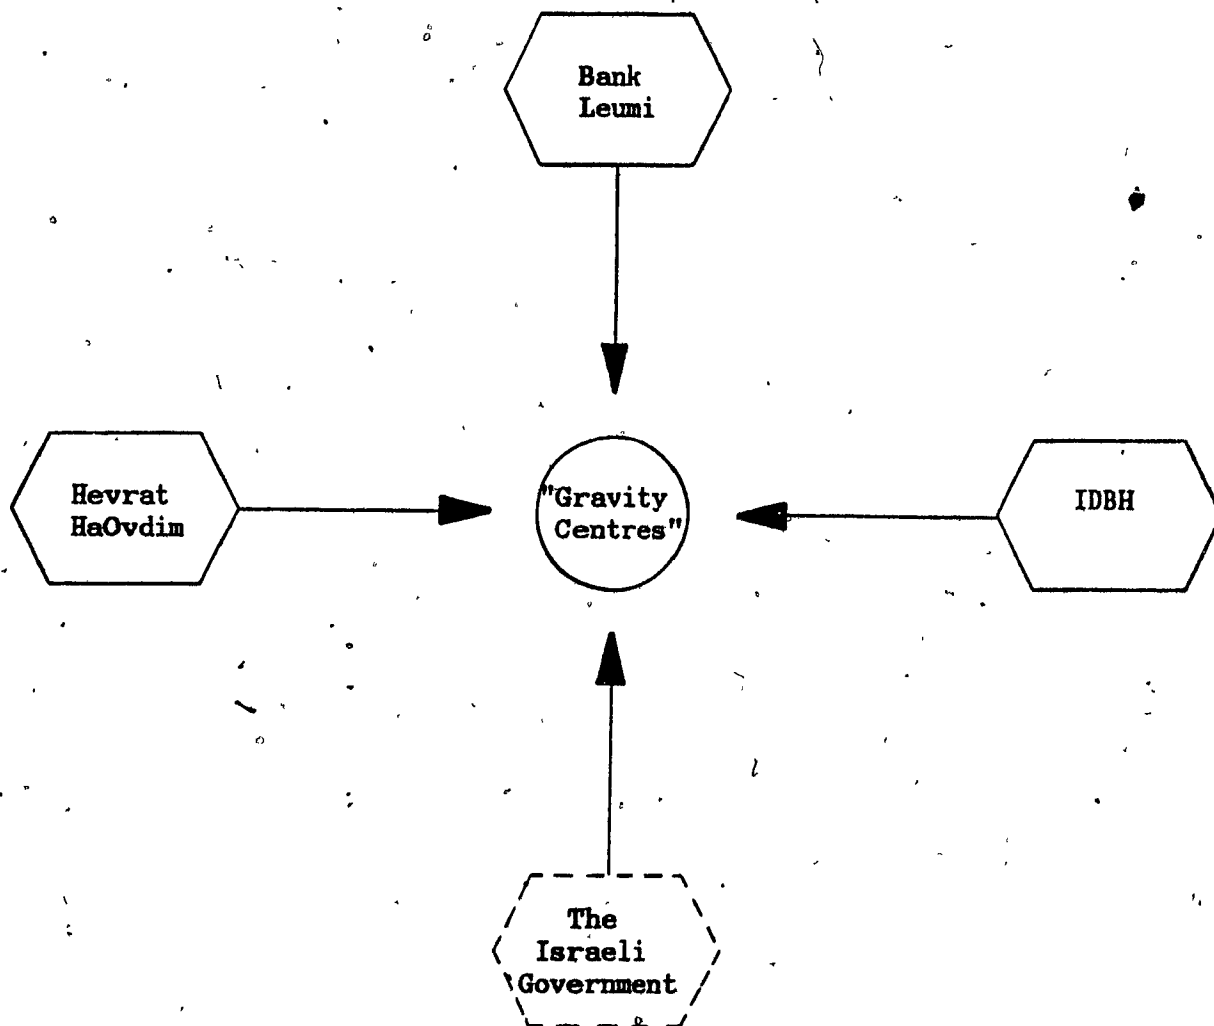 Bank
Leumi
Hevrat
HaOvdim
"Gravity
Centres"
IDBH
The
Israeli
Government